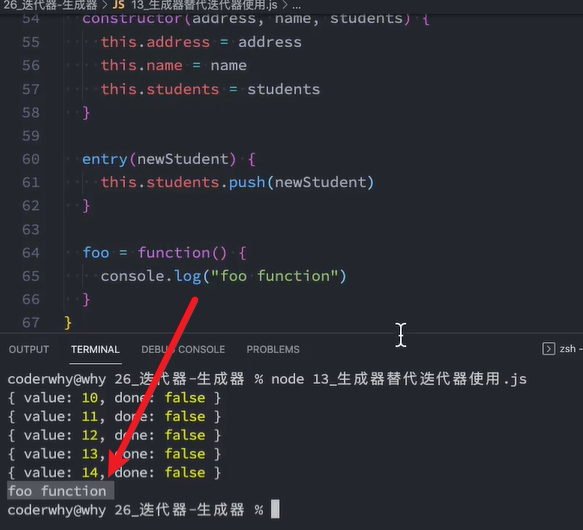 26_迭代器-生成器 > JS 13_生成器替代迭代器使用.js > ...
54 constructor(address, name, students) {
55 this.address = address
56 this.name = name
57 this.students = students
58 }
59
60 entry(newStudent) {
61 this.students.push(newStudent)
62 }
63
64 foo = function() {
65 console.log("foo function")
66 }
67 }
OUTPUT TERMINAL DEBUG CONSOLE PROBLEMS zsh -
coderwhy@why 26_迭代器-生成器 % node 13_生成器替代迭代器使用.js
{ value: 10, done: false }
{ value: 11, done: false }
{ value: 12, done: false }
{ value: 13, done: false }
{ value: 14, done: false }
foo function
coderwhy@why 26_迭代器-生成器 %